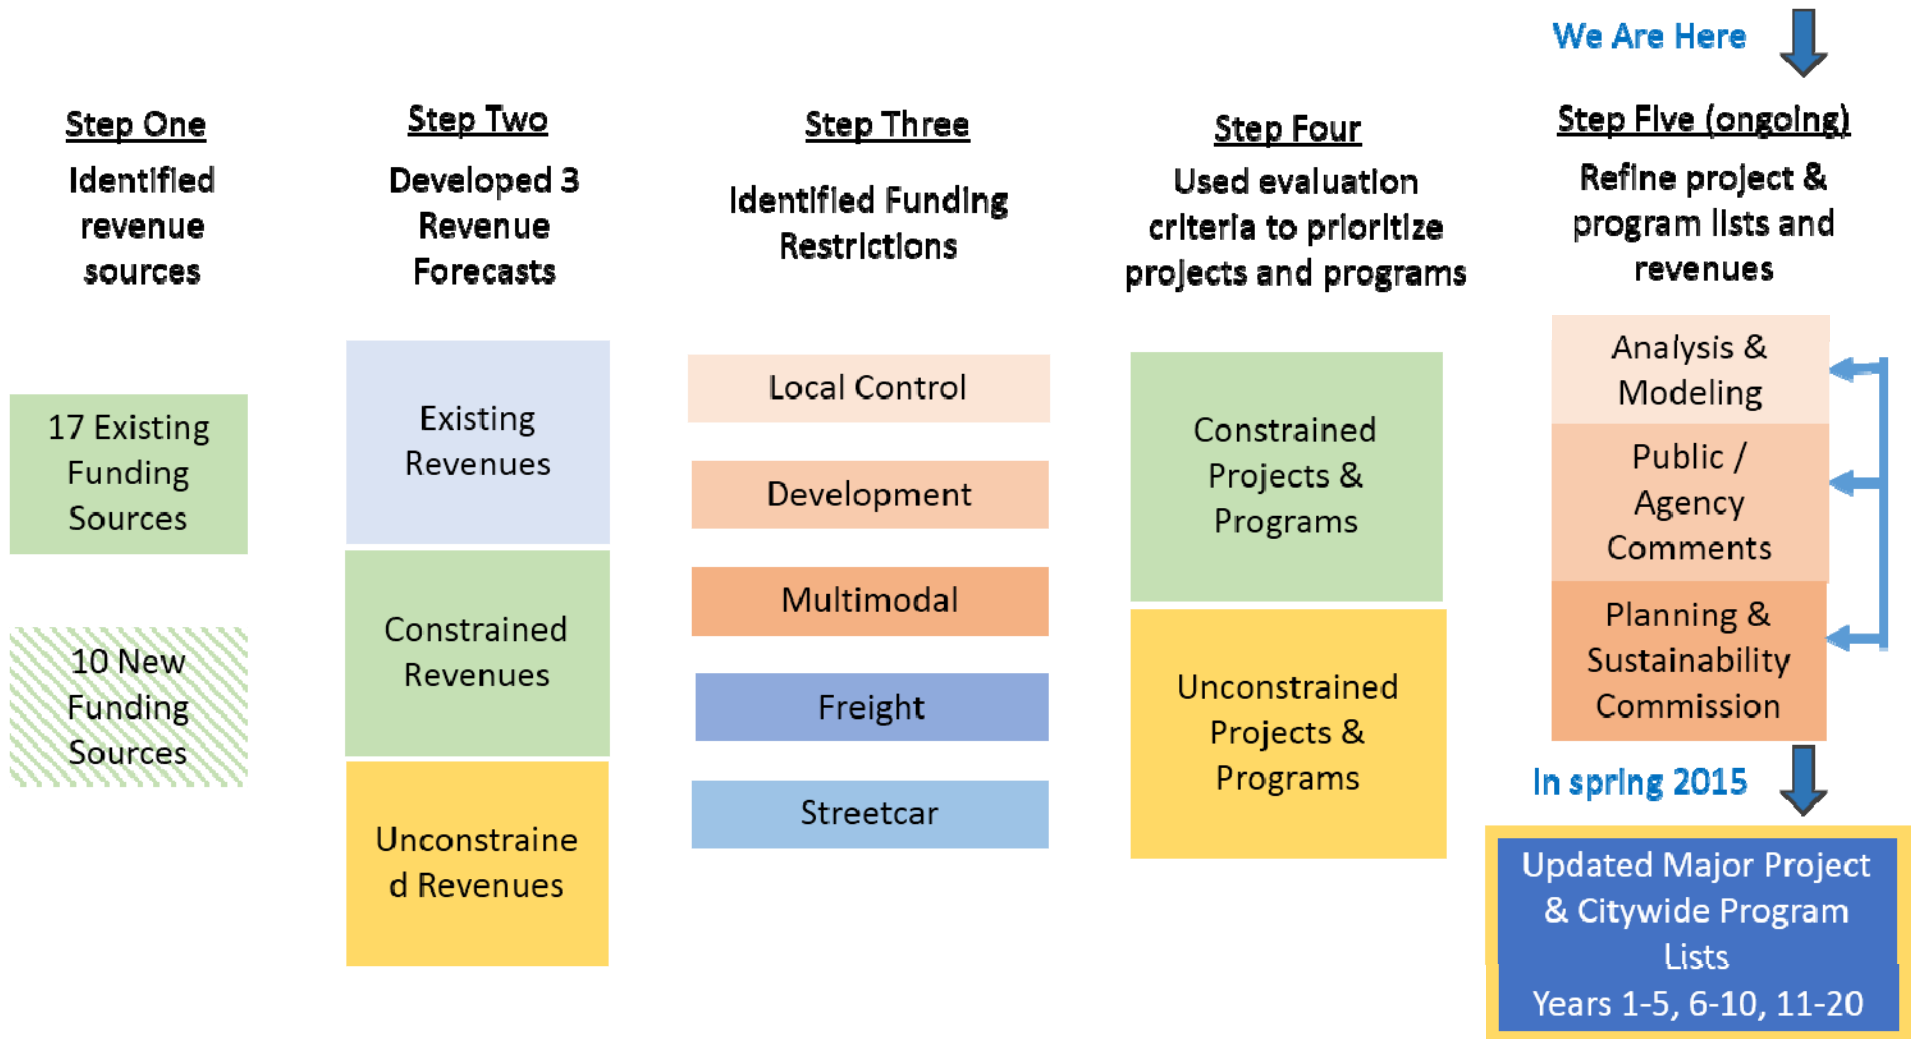 We Are Here
Step One
Identified
revenue
sources
17 Existing
Funding
Sources
10 New
Funding
Sources
Step Two
Developed 3
Revenue
Forecasts
Existing
Revenues
Constrained
Revenues
Unconstraine
d Revenues
Step Three
Identified Funding
Restrictions
Local Control
Development
Multimodal
Freight
Streetcar
Step Four
Used evaluation
criteria to prioritize
projects and programs
Constrained
Projects &
Programs
Unconstrained
Projects &
Programs
Step Five (ongoing)
Refine project &
program lists and
revenues
Analysis &
Modeling
Public /
Agency
Comments
Planning &
Sustainability
Commission
In spring 2015
Updated Major Project
& Citywide Program
Lists
Years 1-5, 6-10, 11-20